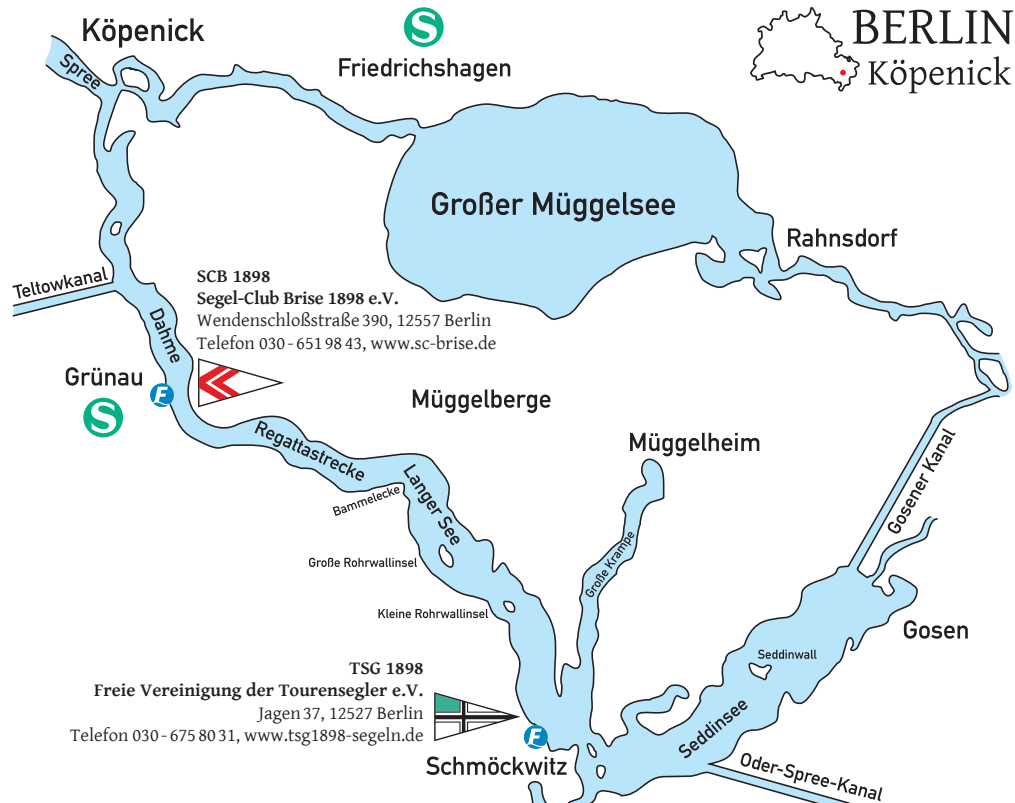 BERLIN
Köpenick
Köpenick
S
Friedrichshagen
Spree
Großer Müggelsee
Rahnsdorf
Teltowkanal
SCB 1898
Segel-Club Brise 1898 e.V.
Wendenschloßstraße 390, 12557 Berlin
Telefon 030-651 98 43, www.sc-brise.de
Dahme
Grünau
F
S
Müggelberge
Regattastrecke
Müggelheim
Langer See
Bammelecke
Gosener Kanal
Große Rohrwallinsel
Große Krampe
Kleine Rohrwallinsel
Gosen
Seddinwall
TSG 1898
Freie Vereinigung der Tourensegler e.V.
Jagen 37, 12527 Berlin
Telefon 030-675 80 31, www.tsg1898-segeln.de
F
Seddinsee
Schmöckwitz
Oder-Spree-Kanal